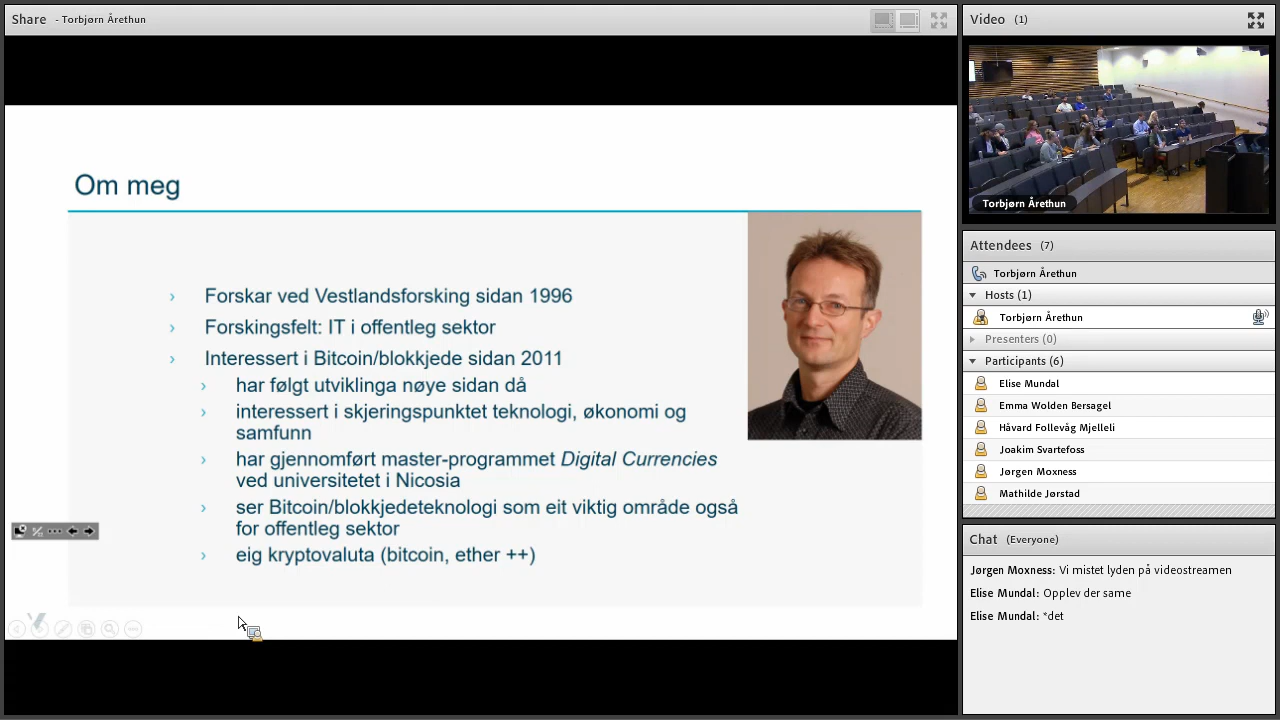 Share - Torbjørn Årethun
Om meg
› Forskar ved Vestlandsforsking sidan 1996
› Forskingsfelt: IT i offentleg sektor
› Interessert i Bitcoin/blokkjede sidan 2011
› har følgt utviklinga nøye sidan då
› interessert i skjeringspunktet teknologi, økonomi og
samfunn
› har gjennomført master-programmet Digital Currencies
ved universitetet i Nicosia
› ser Bitcoin/blokkjedeteknologi som eit viktig område også
for offentleg sektor
› eig kryptovaluta (bitcoin, ether ++)
Video (1)
Torbjørn Årethun
Attendees (7)
Torbjørn Årethun
Hosts (1)
Torbjørn Årethun
Presenters (0)
Participants (6)
Elise Mundal
Emma Wolden Bersagel
Håvard Follevåg Mjelleli
Joakim Svartefoss
Jørgen Moxness
Mathilde Jørstad
Chat (Everyone)
Jørgen Moxness: Vi mistet lyden på videostreamen
Elise Mundal: Opplev der same
Elise Mundal: *det